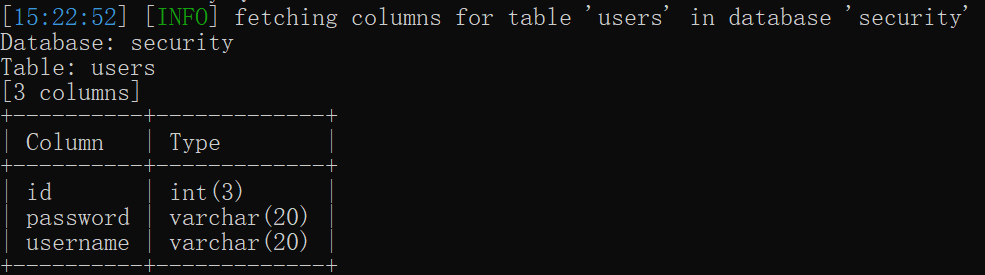 [15:22:52] [INFO] fetching columns for table 'users' in database 'security'
Database: security
Table: users
[3 columns]
+----------+-------------+
| Column   | Type        |
+----------+-------------+
| id       | int(3)      |
| password | varchar(20) |
| username | varchar(20) |
+----------+-------------+